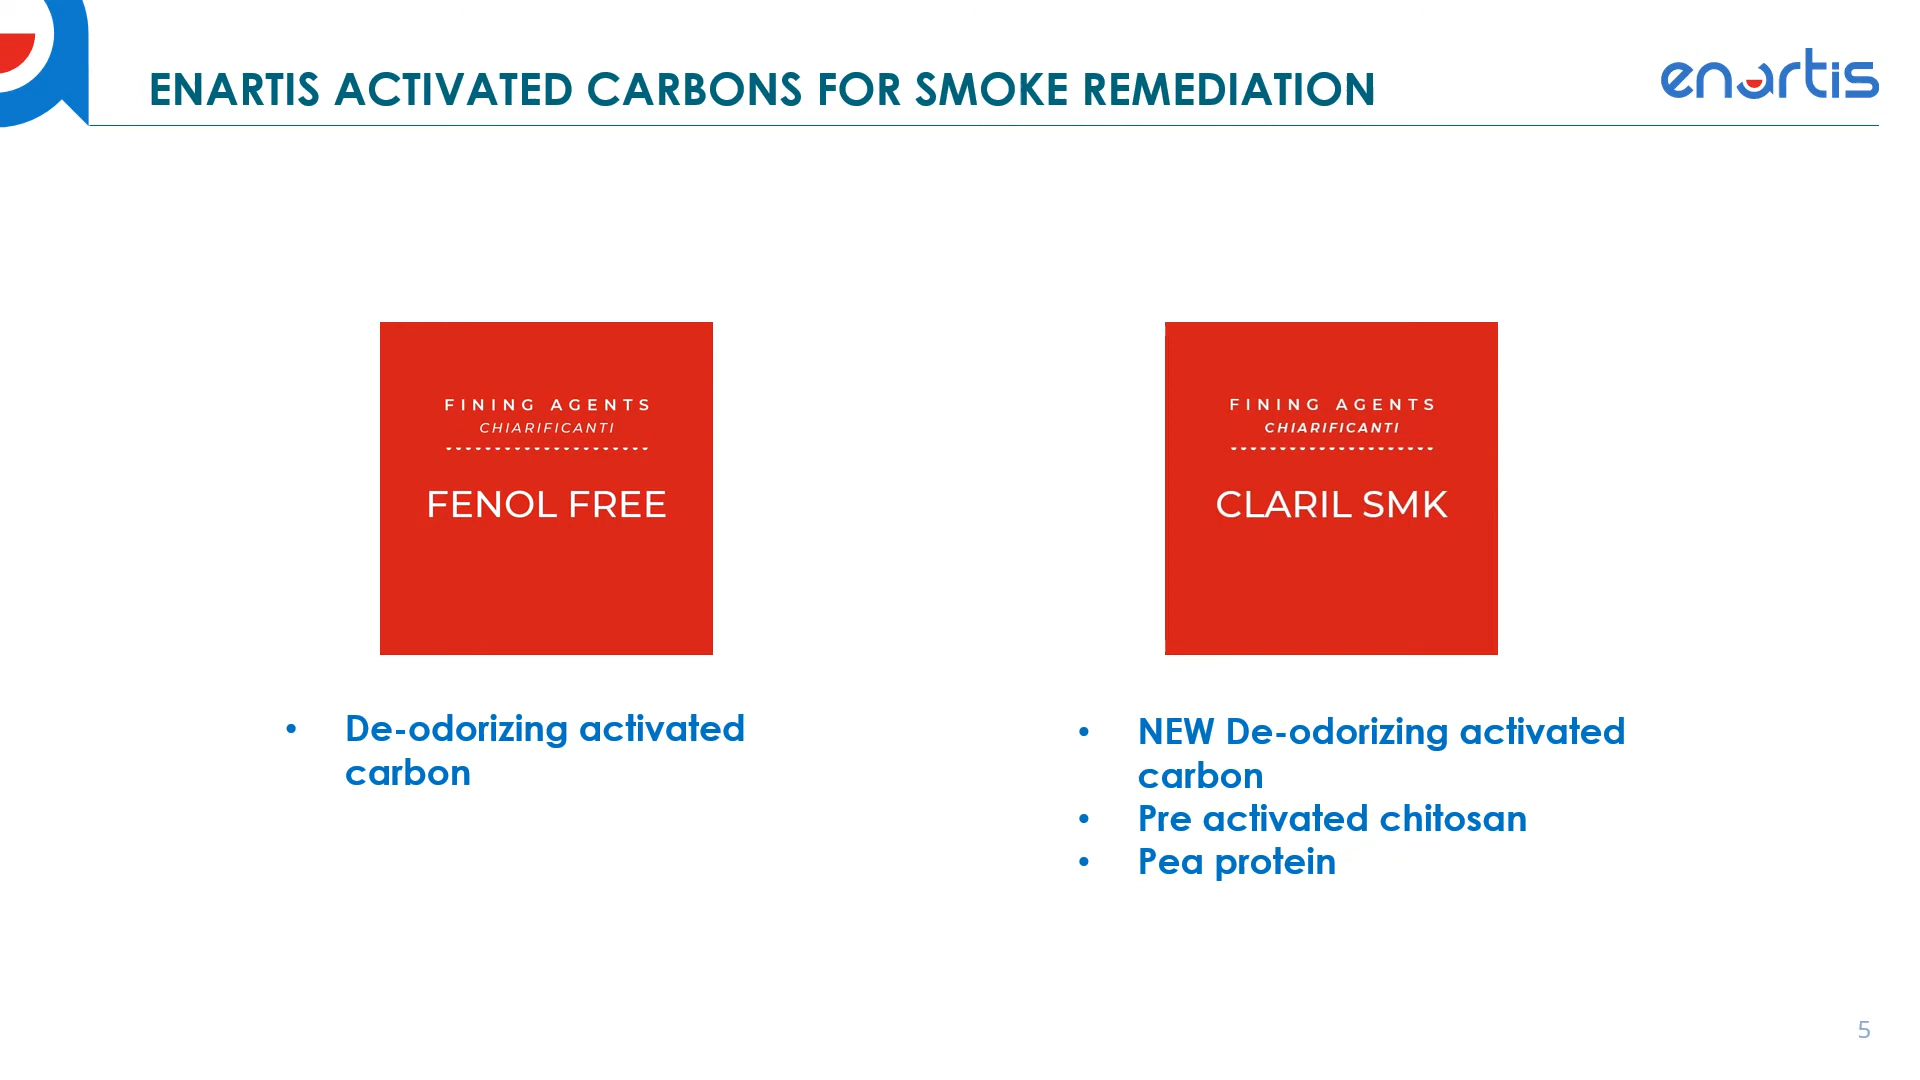 ENARTIS ACTIVATED CARBONS FOR SMOKE REMEDIATION
enartis
FINING AGENTS
CHIARIFICANTI
FENOL FREE
• De-odorizing activated
carbon
FINING AGENTS
CHIARIFICANTI
CLARIL SMK
• NEW De-odorizing activated
carbon
• Pre activated chitosan
• Pea protein
5